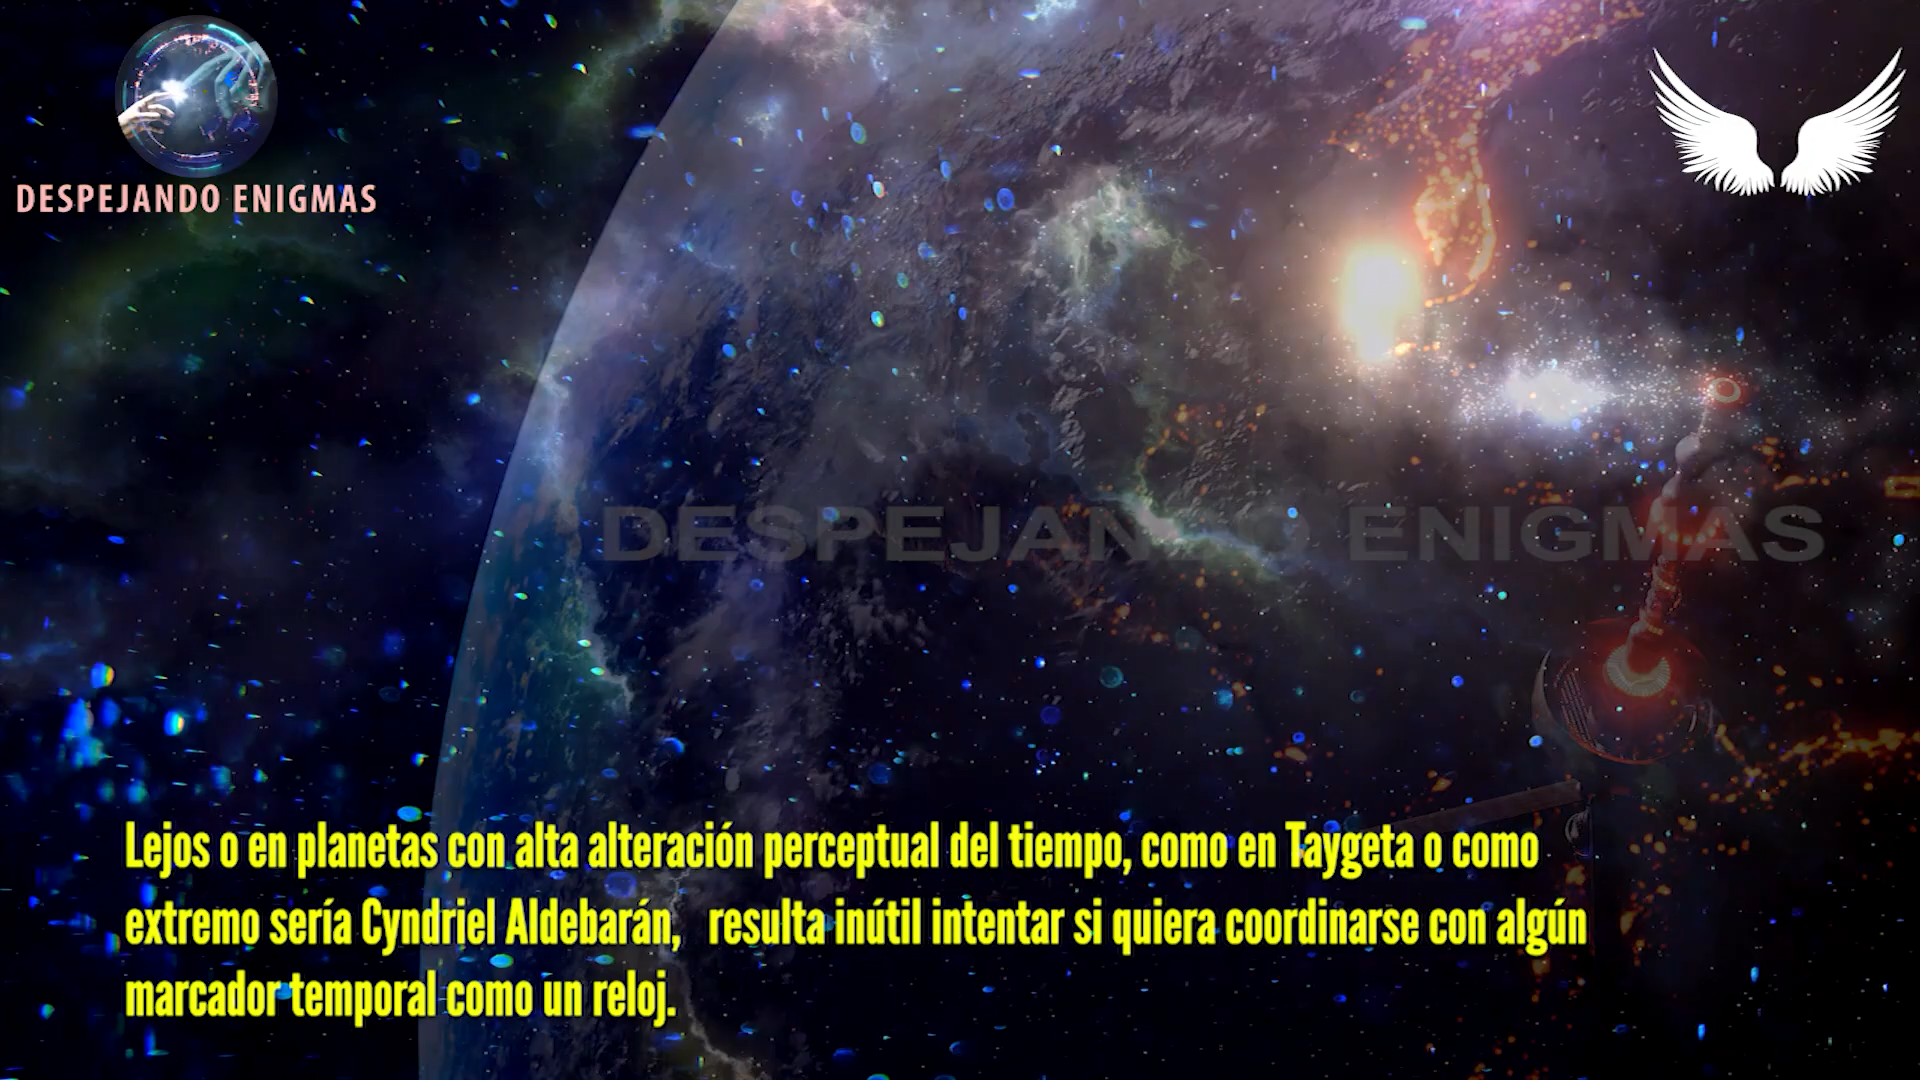 DESPEJANDO ENIGMAS
DESPEJANDO ENIGMAS
Lejos o en planetas con alta alteración perceptual del tiempo, como en Taygeta o como
extremo sería Cyndriel Aldebarán, resulta inútil intentar si quiera coordinarse con algún
marcador temporal como un reloj.